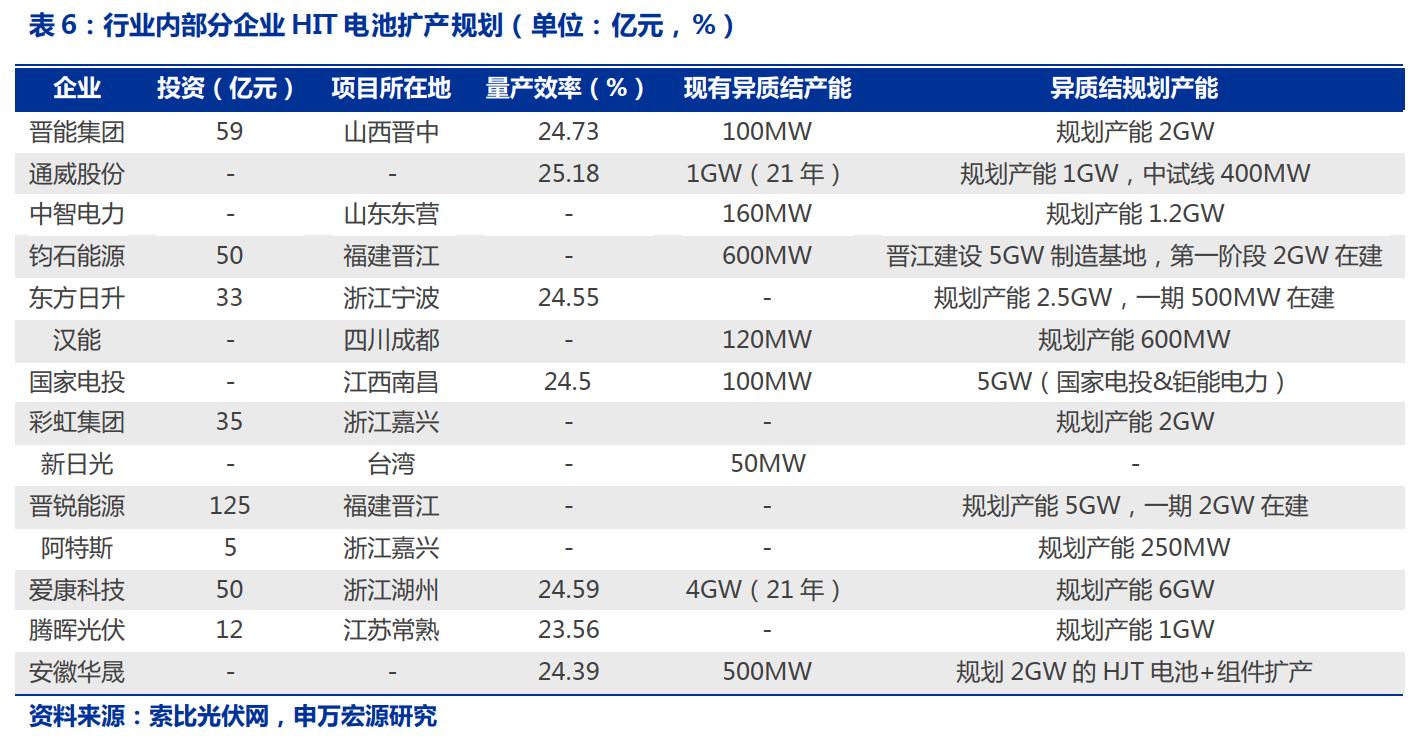 表 6：行业内部分企业 HIT 电池扩产规划（单位：亿元，%）
企业 投资（亿元） 项目所在地 量产效率（%） 现有异质结产能 异质结规划产能
晋能集团 59 山西晋中 24.73 100MW 规划产能 2GW
通威股份 - - 25.18 1GW（21 年） 规划产能 1GW，中试线 400MW
中智电力 - 山东东营 - 160MW 规划产能 1.2GW
钧石能源 50 福建晋江 - 600MW 晋江建设 5GW 制造基地，第一阶段 2GW 在建
东方日升 33 浙江宁波 24.55 - 规划产能 2.5GW，一期 500MW 在建
汉能 - 四川成都 - 120MW 规划产能 600MW
国家电投 - 江西南昌 24.5 100MW 5GW（国家电投&钜能电力）
彩虹集团 35 浙江嘉兴 - - 规划产能 2GW
新日光 - 台湾 - 50MW -
晋锐能源 125 福建晋江 - - 规划产能 5GW，一期 2GW 在建
阿特斯 5 浙江嘉兴 - - 规划产能 250MW
爱康科技 50 浙江湖州 24.59 4GW（21 年） 规划产能 6GW
腾晖光伏 12 江苏常熟 23.56 - 规划产能 1GW
安徽华晟 - - 24.39 500MW 规划 2GW 的 HJT 电池+组件扩产
资料来源：索比光伏网，申万宏源研究